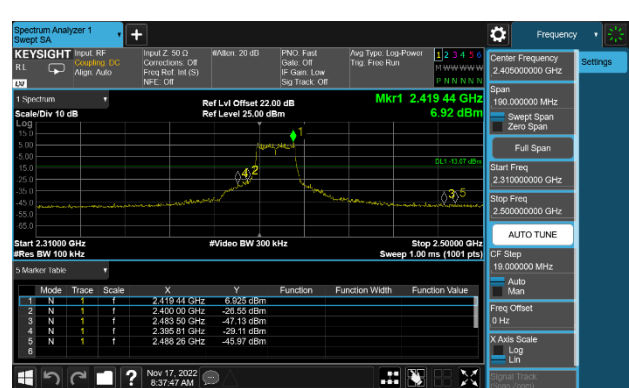 Spectrum Analyzer 1
Swept SA
Frequency
KEYSIGHT
RL
Input: RF
Coupling: DC
Align: Auto
Input Z: 50 Ω
Corrections: Off
Freq Ref: Int (S)
NFE: Off
#Atten: 20 dB
PNO: Fast
Gate: Off
IF Gain: Low
Sig Track: Off
Avg Type: Log-Power
Trig: Free Run
1 2 3 4 5 6
M W W W W W
P N N N N N
1 Spectrum
Scale/Div 10 dB
Ref Lvl Offset 22.00 dB
Ref Level 25.00 dBm
Mkr1 2.419 44 GHz
6.92 dBm
Log
15.0
5.00
-5.00
-15.0
-25.0
-35.0
-45.0
-55.0
-65.0
1
DL1 -13.07 dBm
4 2
3 5
Start 2.31000 GHz
#Res BW 100 kHz
#Video BW 300 kHz
Stop 2.50000 GHz
Sweep 1.00 ms (1001 pts)
5 Marker Table
Mode Trace Scale X Y Function Function Width Function Value
1 N 1 f 2.419 44 GHz 6.925 dBm
2 N 1 f 2.400 00 GHz -26.55 dBm
3 N 1 f 2.483 50 GHz -47.13 dBm
4 N 1 f 2.395 81 GHz -29.11 dBm
5 N 1 f 2.488 26 GHz -45.97 dBm
6
Nov 17, 2022
8:37:47 AM
Center Frequency
2.405000000 GHz
Settings
Span
190.000000 MHz
Swept Span
Zero Span
Full Span
Start Freq
2.31000000 GHz
Stop Freq
2.500000000 GHz
AUTO TUNE
CF Step
19.000000 MHz
Auto
Man
Freq Offset
0 Hz
X Axis Scale
Log
Lin
Signal Track
(Span Zoom)